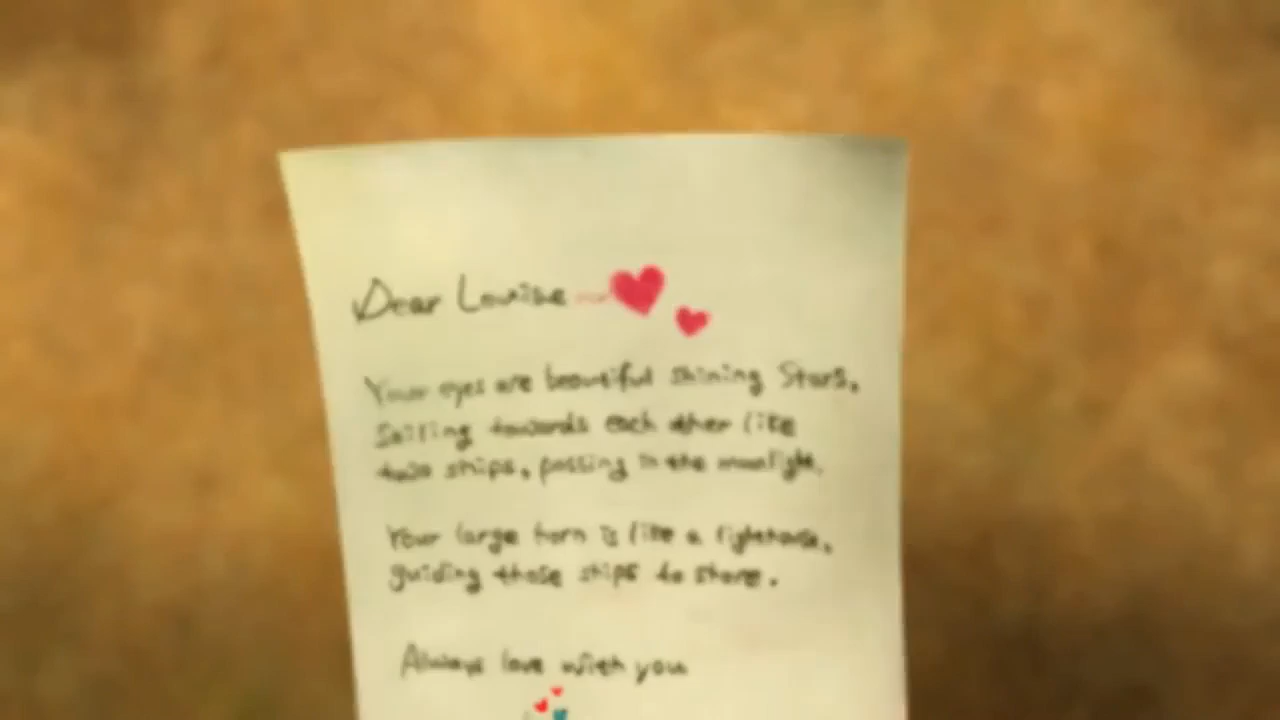 Dear Louise
Your eyes are beautiful shining Stars,
Sailing towards each other like
two ships, passing in the moonlight.
Your large horn is like a lighthouse,
guiding those ships to shore.
Always love with you